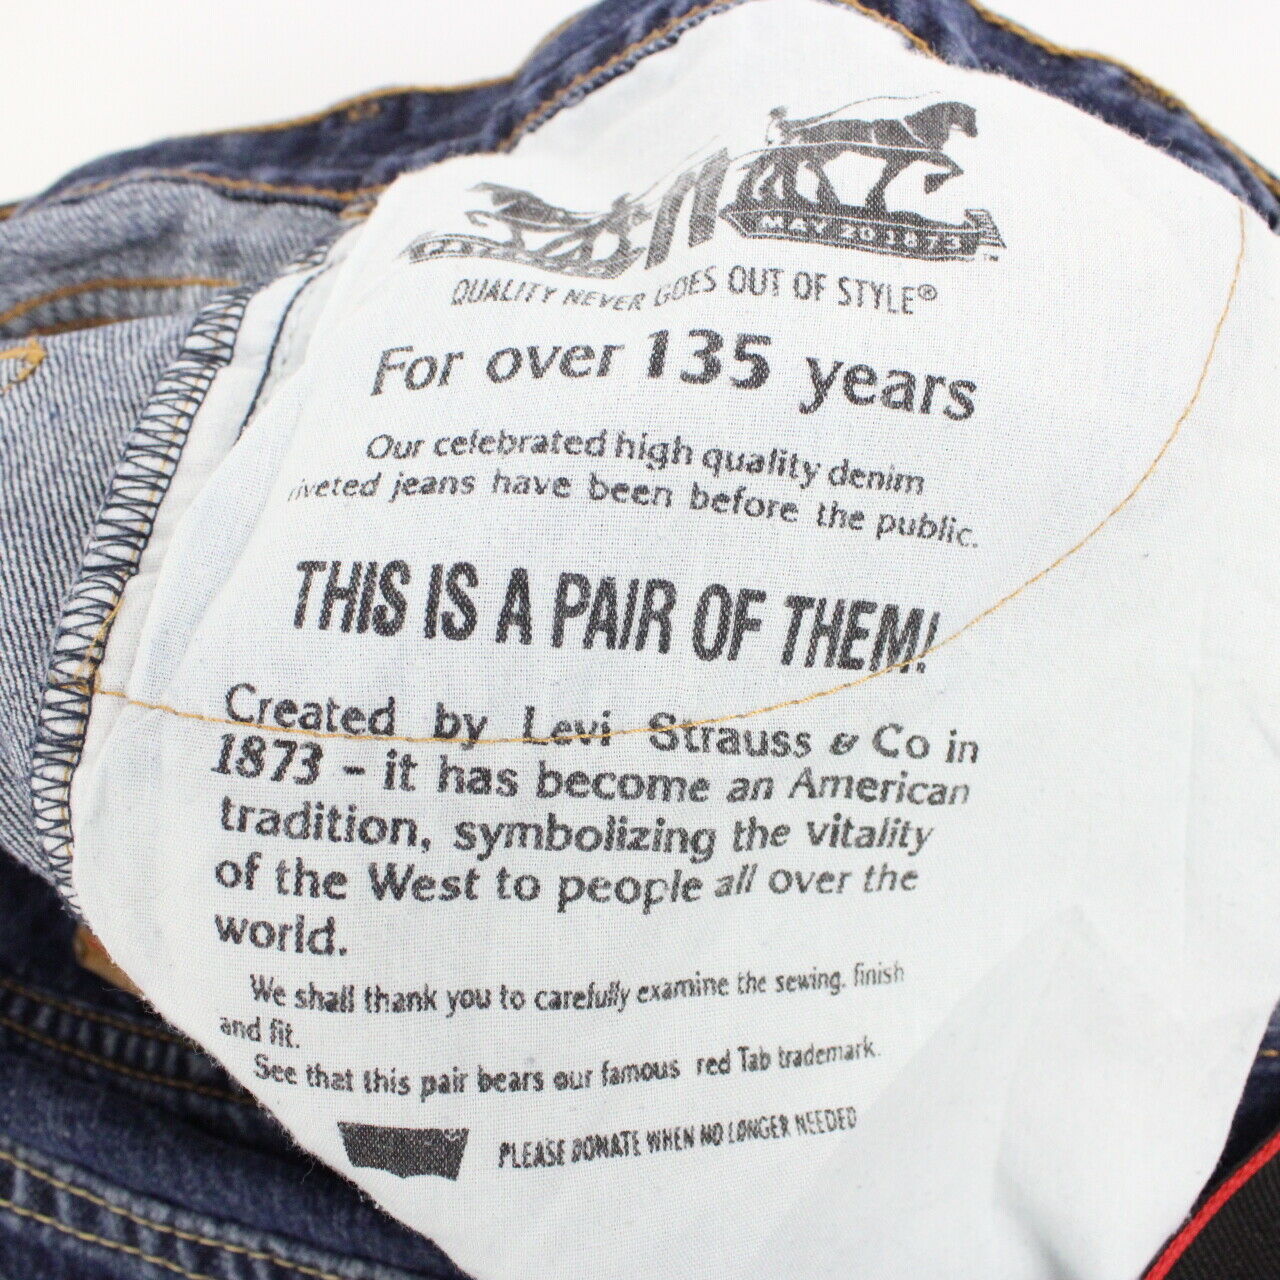 MAY 20 1873
™
QUALITY NEVER GOES OUT OF STYLE®
For over 135 years
Our celebrated high quality denim
riveted jeans have been before the public.
THIS IS A PAIR OF THEM!
Created by Levi Strauss & Co in
1873 - it has become an American
tradition, symbolizing the vitality
of the West to people all over the
world.
We shall thank you to carefully examine the sewing. finish
and fit.
See that this pair bears our famous red Tab trademark.
PLEASE DONATE WHEN NO LONGER NEEDED